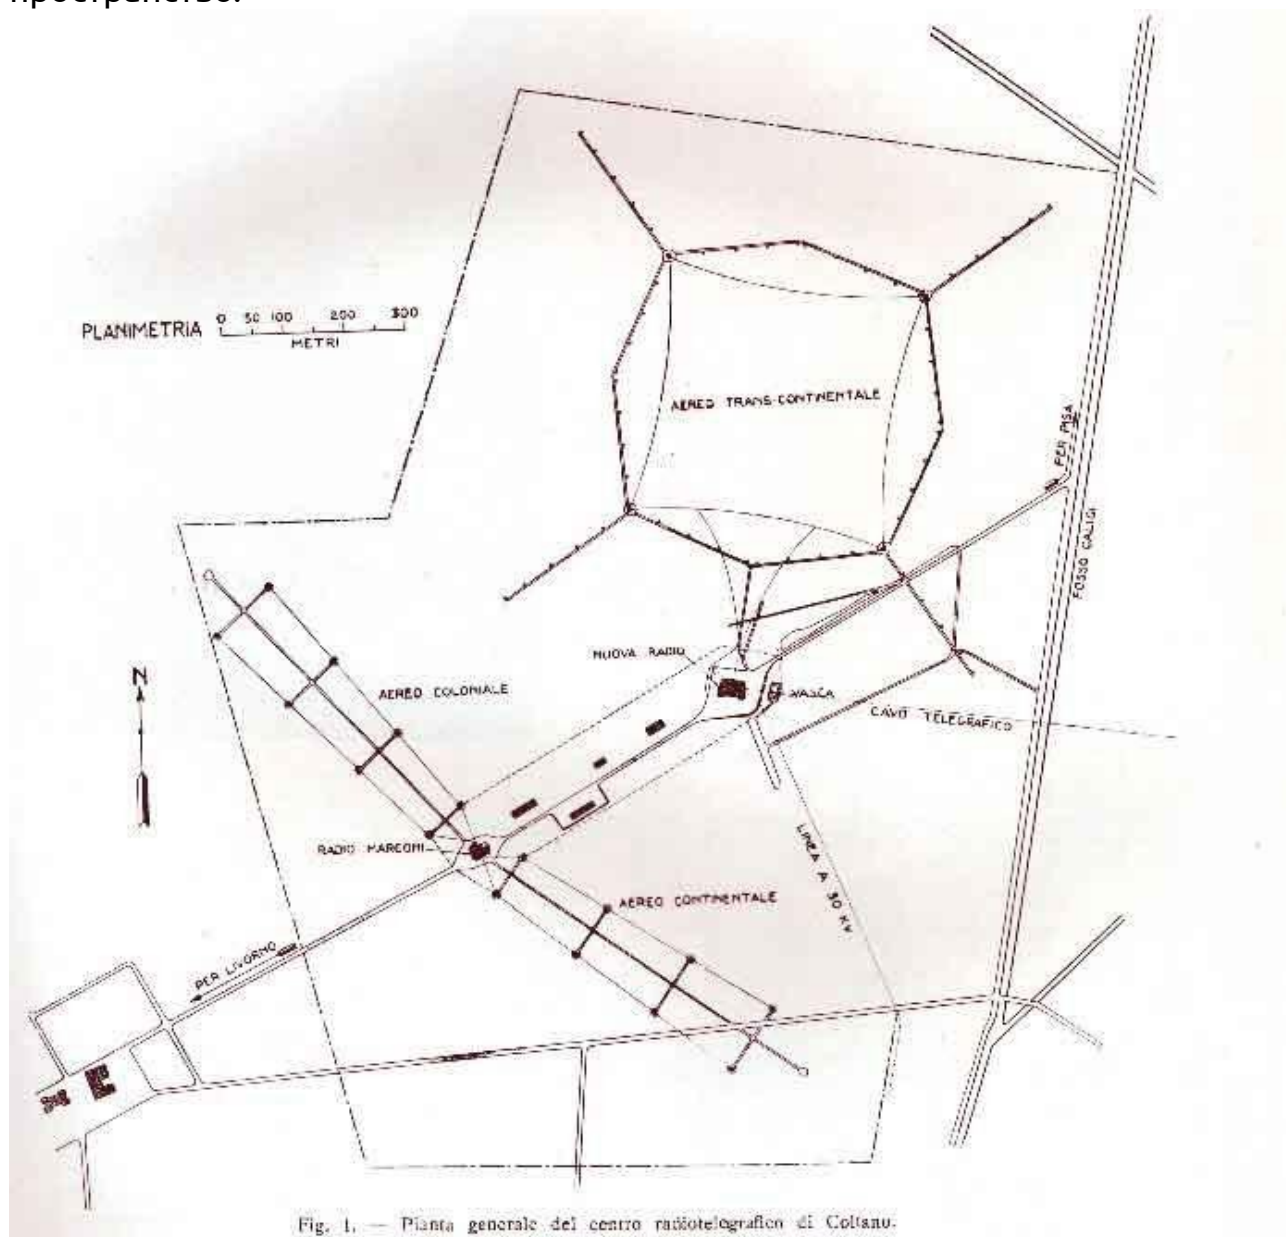 пространство.
PLANIMETRIA
0 50 100 200 300
METRI
AEREO TRANS-CONTINENTALE
PER PISA
FOSSO CALIGI
NUOVA RADIO
VASCA
AEREO COLONIALE
CAVO TELEGRAFICO
N
RADIO MARCONI
LINEA A 30 KV
AEREO CONTINENTALE
PER LIVORNO
Fig. 1. — Pianta generale del centro radiotelegrafico di Coltano.